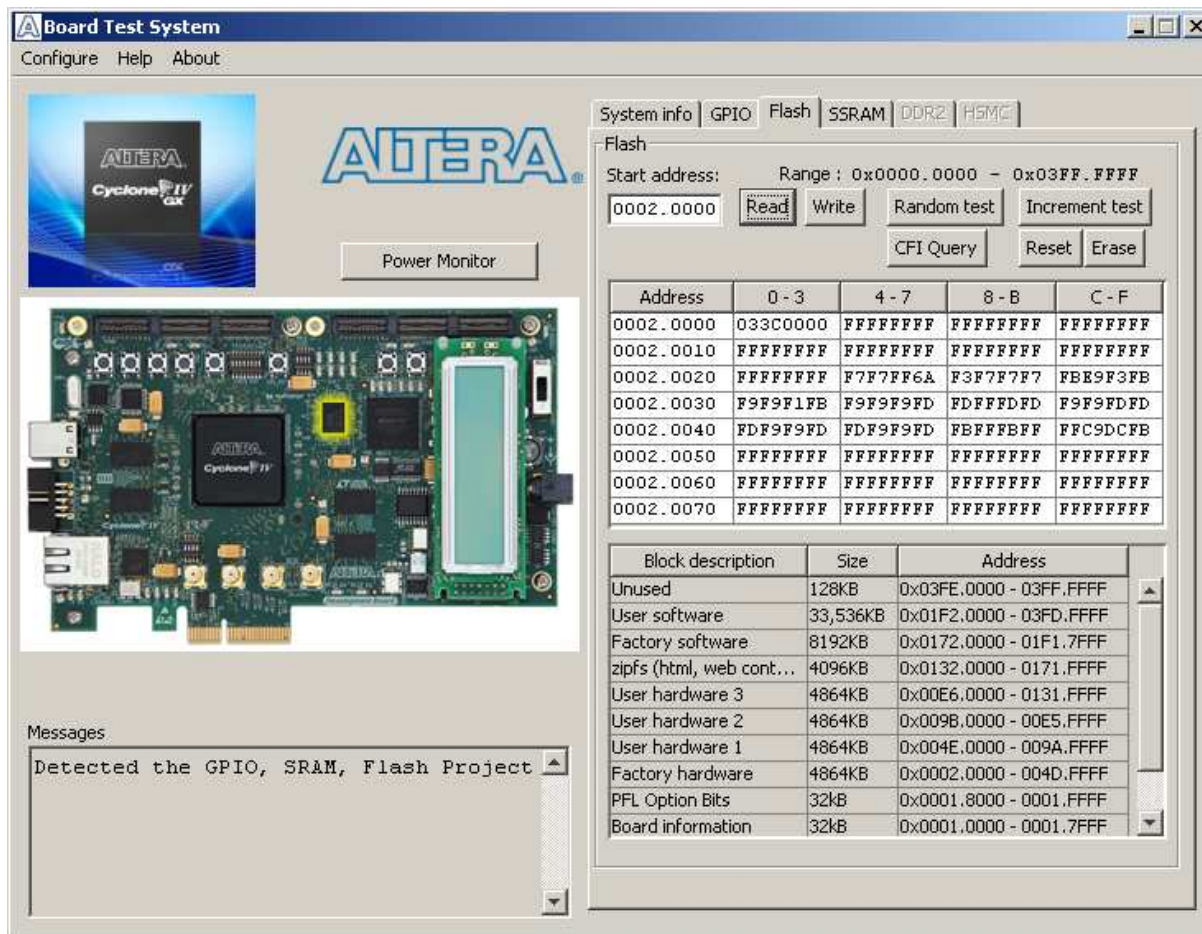 Board Test System
Configure Help About
ALTERA
Cyclone IV
GX
ALTERA®
Power Monitor
ALTERA
Cyclone IV
Messages
Detected the GPIO, SRAM, Flash Project
System info GPIO Flash SSRAM DDR2 HSMC
Flash
Start address: Range : 0x0000.0000 - 0x03FF.FFFF
0002.0000 Read Write Random test Increment test
CFI Query Reset Erase
Address 0 - 3 4 - 7 8 - B C - F
0002.0000 033C0000 FFFFFFFF FFFFFFFF FFFFFFFF
0002.0010 FFFFFFFF FFFFFFFF FFFFFFFF FFFFFFFF
0002.0020 FFFFFFFF F7F7FF6A F3F7F7F7 FBE9F3FB
0002.0030 F9F9F1FB F9F9F9FD FDFFFDFD F9F9FDFD
0002.0040 FDF9F9FD FDF9F9FD FBFFFBFF FFC9DCFB
0002.0050 FFFFFFFF FFFFFFFF FFFFFFFF FFFFFFFF
0002.0060 FFFFFFFF FFFFFFFF FFFFFFFF FFFFFFFF
0002.0070 FFFFFFFF FFFFFFFF FFFFFFFF FFFFFFFF
Block description Size Address
Unused 128KB 0x03FE.0000 - 03FF.FFFF
User software 33,536KB 0x01F2.0000 - 03FD.FFFF
Factory software 8192KB 0x0172.0000 - 01F1.7FFF
zipfs (html, web cont... 4096KB 0x0132.0000 - 0171.FFFF
User hardware 3 4864KB 0x00E6.0000 - 0131.FFFF
User hardware 2 4864KB 0x009B.0000 - 00E5.FFFF
User hardware 1 4864KB 0x004E.0000 - 009A.FFFF
Factory hardware 4864KB 0x0002.0000 - 004D.FFFF
PFL Option Bits 32kB 0x0001.8000 - 0001.FFFF
Board information 32kB 0x0001.0000 - 0001.7FFF